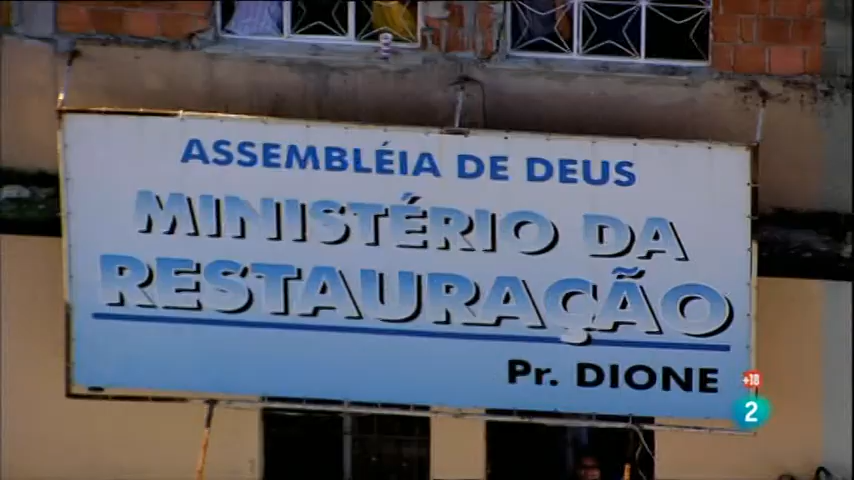 ASSEMBLÉIA DE DEUS
MINISTÉRIO DA
RESTAURAÇÃO
Pr. DIONE
+18
2